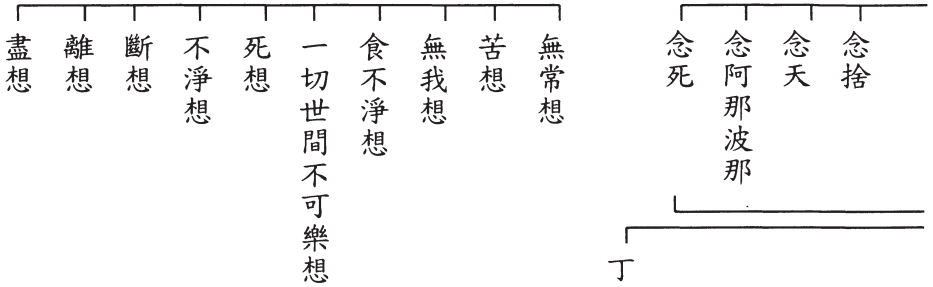 念捨
念天
念阿那波那
念死
丁
無常想
苦想
無我想
食不淨想
一切世間不可樂想
死想
不淨想
斷想
離想
盡想